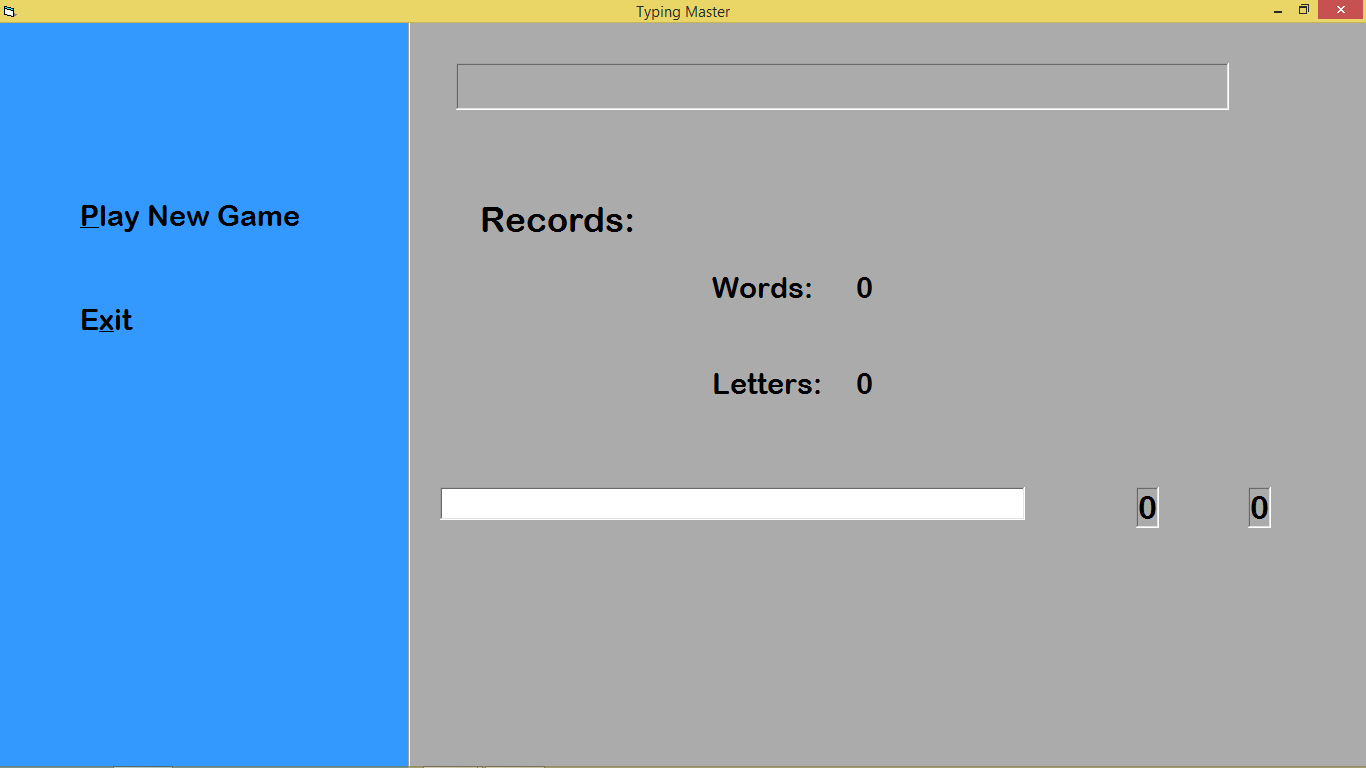 Typing Master
Play New Game
Exit
Records:
Words: 0
Letters: 0
0 0